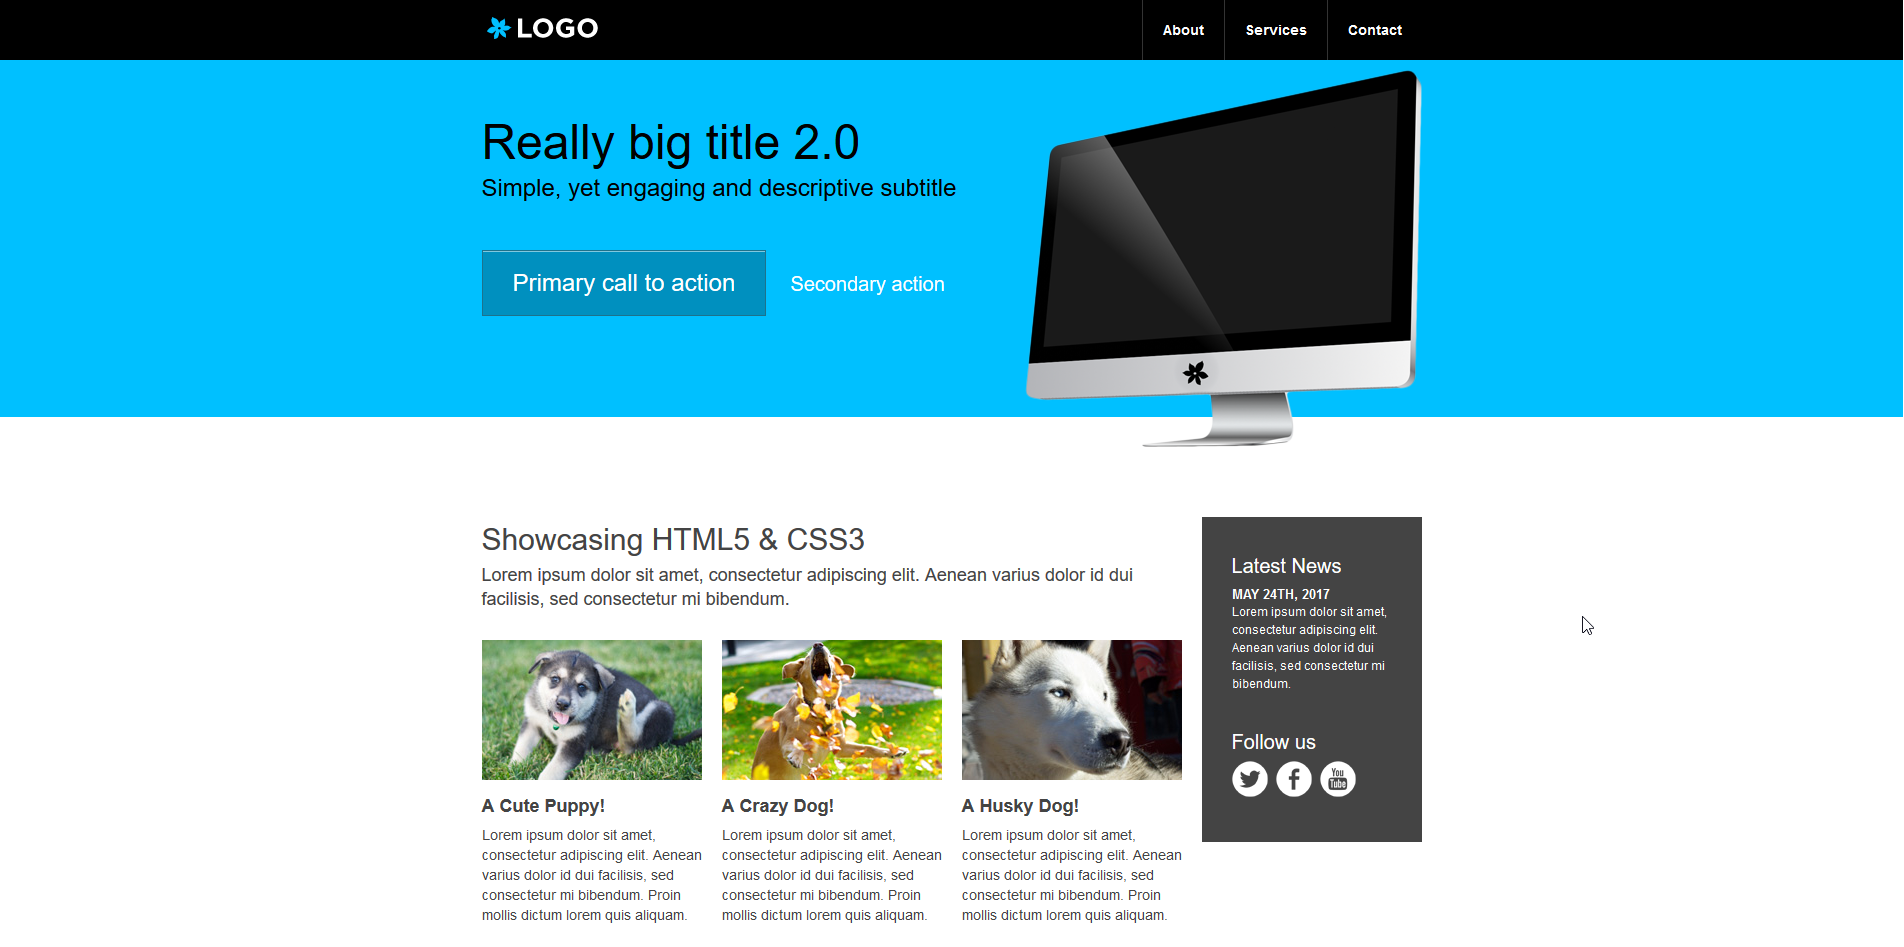 LOGO
About
Services
Contact
Really big title 2.0
Simple, yet engaging and descriptive subtitle
Primary call to action
Secondary action
Showcasing HTML5 & CSS3
Lorem ipsum dolor sit amet, consectetur adipiscing elit. Aenean varius dolor id dui
facilisis, sed consectetur mi bibendum.
A Cute Puppy!
Lorem ipsum dolor sit amet,
consectetur adipiscing elit. Aenean
varius dolor id dui facilisis, sed
consectetur mi bibendum. Proin
mollis dictum lorem quis aliquam.
A Crazy Dog!
Lorem ipsum dolor sit amet,
consectetur adipiscing elit. Aenean
varius dolor id dui facilisis, sed
consectetur mi bibendum. Proin
mollis dictum lorem quis aliquam.
A Husky Dog!
Lorem ipsum dolor sit amet,
consectetur adipiscing elit. Aenean
varius dolor id dui facilisis, sed
consectetur mi bibendum. Proin
mollis dictum lorem quis aliquam.
Latest News
MAY 24TH, 2017
Lorem ipsum dolor sit amet,
consectetur adipiscing elit.
Aenean varius dolor id dui
facilisis, sed consectetur mi
bibendum.
Follow us
You
Tube